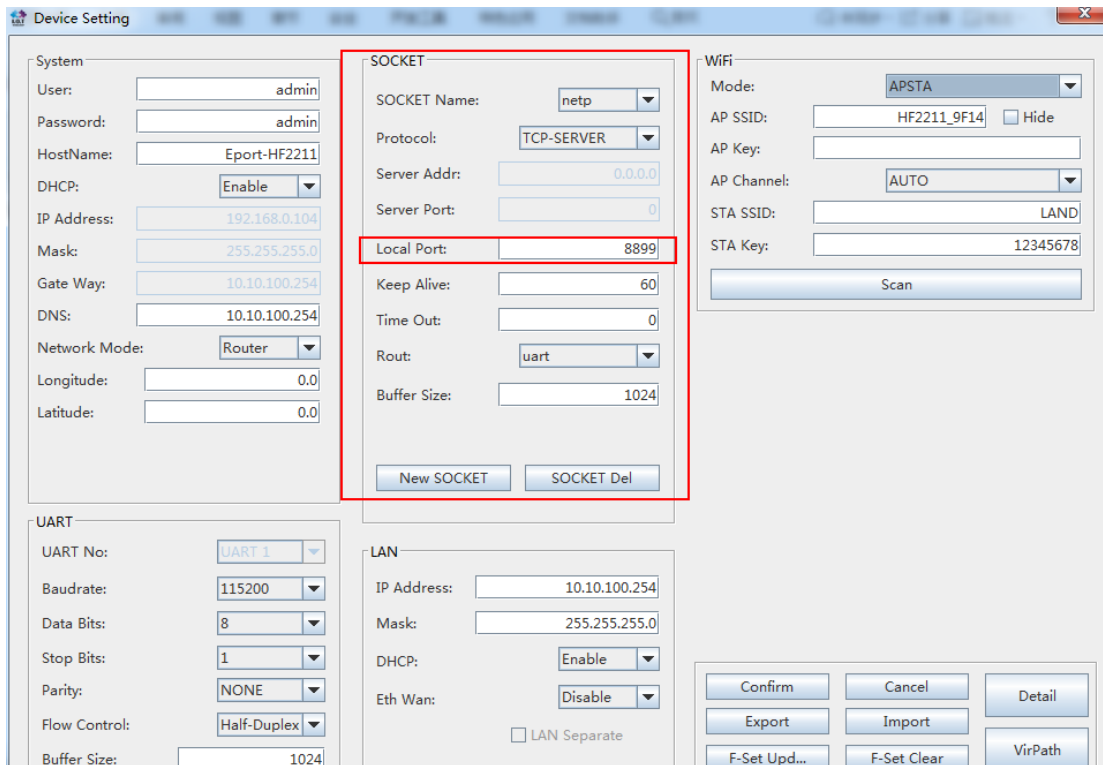 Device Setting
System
User: admin
Password: admin
HostName: Eport-HF2211
DHCP: Enable
IP Address: 192.168.0.104
Mask: 255.255.255.0
Gate Way: 10.10.100.254
DNS: 10.10.100.254
Network Mode: Router
Longitude: 0.0
Latitude: 0.0
SOCKET
SOCKET Name: netp
Protocol: TCP-SERVER
Server Addr: 0.0.0.0
Server Port: 0
Local Port: 8899
Keep Alive: 60
Time Out: 0
Rout: uart
Buffer Size: 1024
New SOCKET SOCKET Del
WiFi
Mode: APSTA
AP SSID: HF2211_9F14 Hide
AP Key:
AP Channel: AUTO
STA SSID: LAND
STA Key: 12345678
Scan
UART
UART No: UART 1
Baudrate: 115200
Data Bits: 8
Stop Bits: 1
Parity: NONE
Flow Control: Half-Duplex
Buffer Size: 1024
LAN
IP Address: 10.10.100.254
Mask: 255.255.255.0
DHCP: Enable
Eth Wan: Disable
LAN Separate
Confirm Cancel Detail
Export Import
F-Set Upd... F-Set Clear VirPath